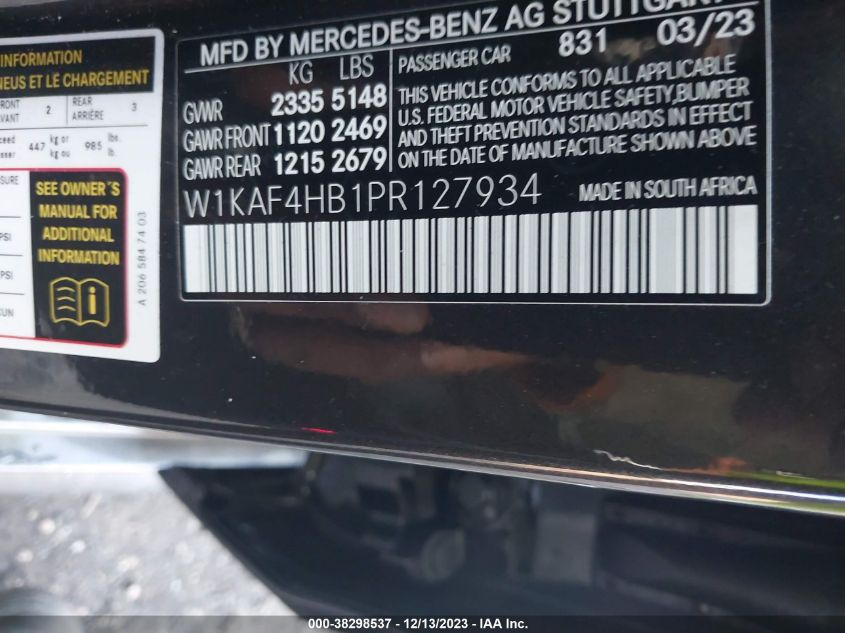 INFORMATION
NEUS ET LE CHARGEMENT
RONT
VANT
2
REAR
ARRIÈRE
3
447 kg or
kg ou
985 lbs.
lb.
SEE OWNER'S
MANUAL FOR
ADDITIONAL
INFORMATION
PSI
PSI
A 206 584 74 03
MFD BY MERCEDES-BENZ AG STUTTGART
KG LBS
GVWR 2335 5148
GAWR FRONT 1120 2469
GAWR REAR 1215 2679
PASSENGER CAR 831 03/23
THIS VEHICLE CONFORMS TO ALL APPLICABLE
U.S. FEDERAL MOTOR VEHICLE SAFETY, BUMPER
AND THEFT PREVENTION STANDARDS IN EFFECT
ON THE DATE OF MANUFACTURE SHOWN ABOVE
W1KAF4HB1PR127934
MADE IN SOUTH AFRICA
000-38298537 - 12/13/2023 - IAA Inc.